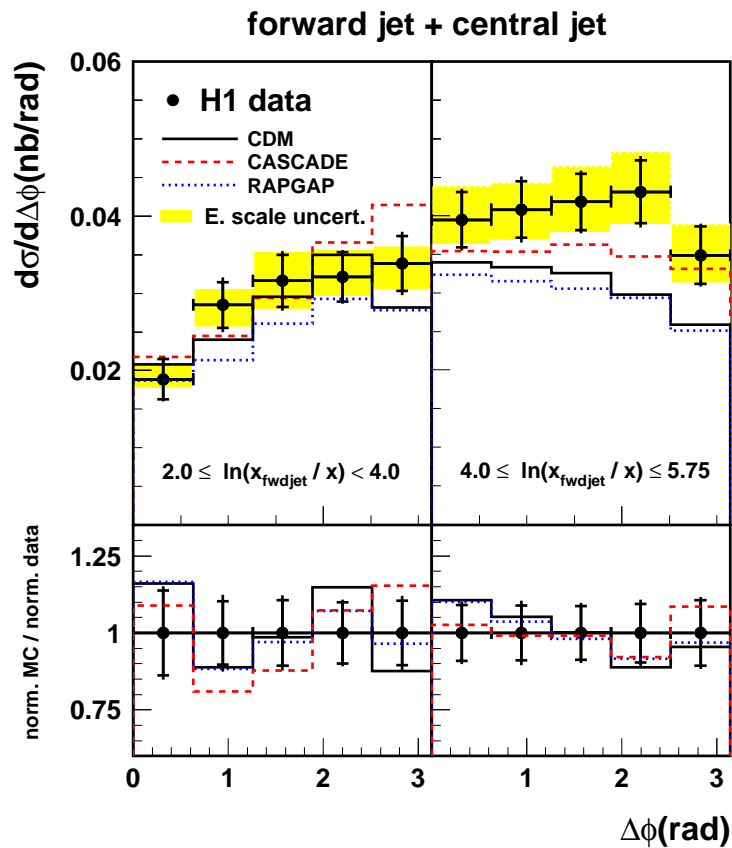 forward jet + central jet
dσ/dΔϕ(nb/rad)
0.06
0.04
0.02
H1 data
CDM
CASCADE
RAPGAP
E. scale uncert.
2.0 ≤ ln(x_fwdjet / x) < 4.0
4.0 ≤ ln(x_fwdjet / x) ≤ 5.75
norm. MC / norm. data
1.25
1
0.75
0 1 2 3 1 2 3
Δϕ(rad)